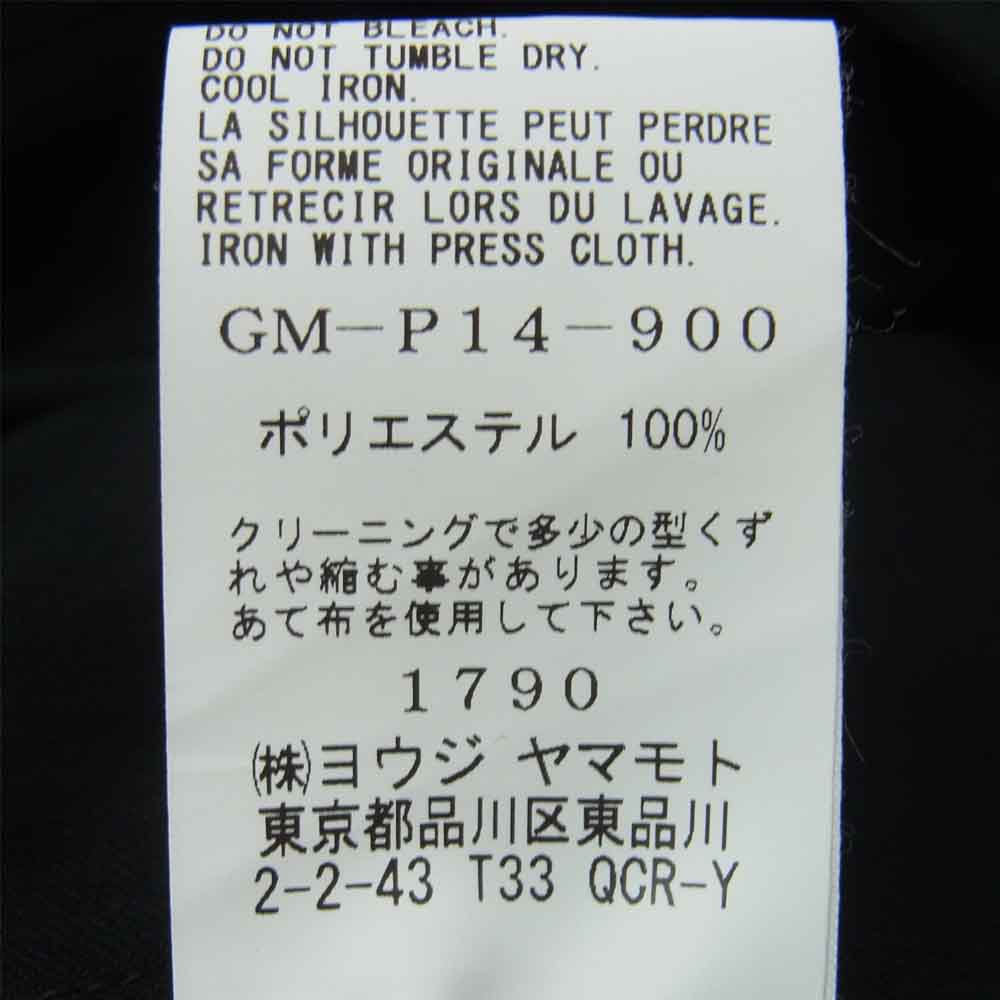 DO NOT BLEACH.
DO NOT TUMBLE DRY.
COOL IRON.
LA SILHOUETTE PEUT PERDRE
SA FORME ORIGINALE OU
RETRECIR LORS DU LAVAGE.
IRON WITH PRESS CLOTH.
GM－P14－900
ポリエステル 100%
クリーニングで多少の型くず
れや縮む事があります。
あて布を使用して下さい。
1790
(株)ヨウジ ヤマモト
東京都品川区東品川
2-2-43 T33 QCR-Y